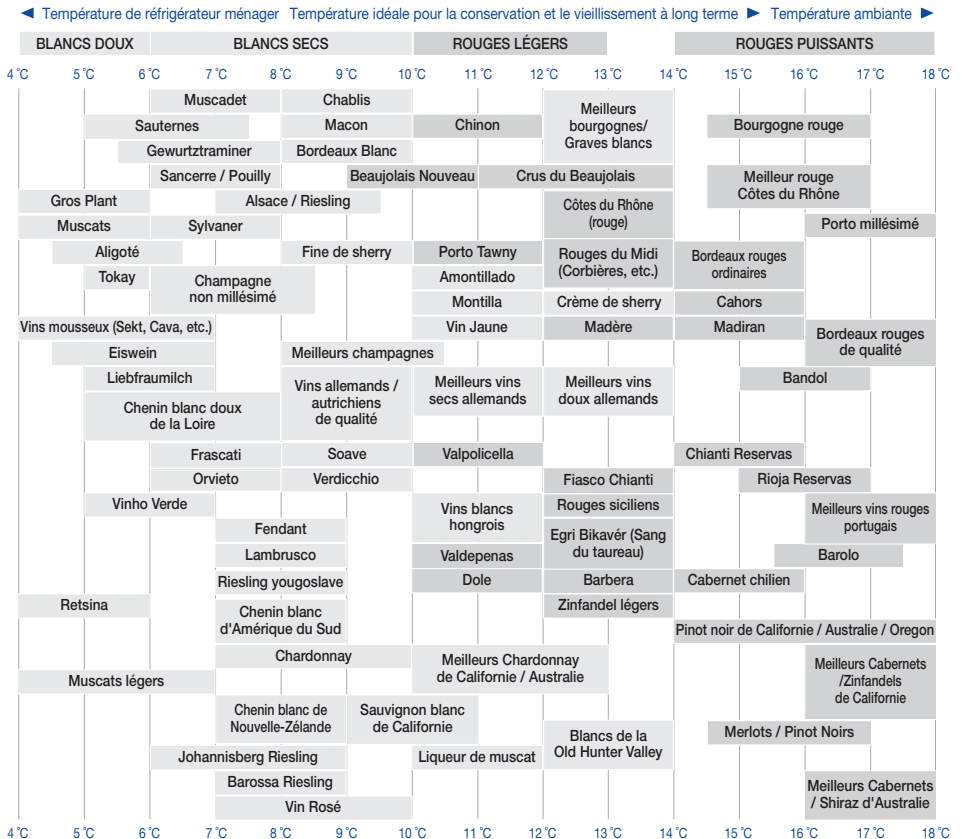 ◄ Température de réfrigérateur ménager Température idéale pour la conservation et le vieillissement à long terme ► Température ambiante ►
BLANCS DOUX BLANCS SECS ROUGES LÉGERS ROUGES PUISSANTS
4°C 5°C 6°C 7°C 8°C 9°C 10°C 11°C 12°C 13°C 14°C 15°C 16°C 17°C 18°C
Muscadet Chablis
Meilleurs
bourgognes/
Graves blancs
Sauternes Macon Chinon Bourgogne rouge
Gewurtztraminer Bordeaux Blanc
Sancerre / Pouilly Beaujolais Nouveau Crus du Beaujolais
Meilleur rouge
Côtes du Rhône
Gros Plant Alsace / Riesling
Côtes du Rhône
(rouge)
Muscats Sylvaner Porto millésimé
Aligoté Fine de sherry Porto Tawny
Rouges du Midi
(Corbières, etc.)
Bordeaux rouges
ordinaires
Tokay
Champagne
non millésimé
Amontillado
Montilla Crème de sherry Cahors
Vins mousseux (Sekt, Cava, etc.) Vin Jaune Madère Madiran
Bordeaux rouges
de qualité
Eiswein Meilleurs champagnes
Liebfraumilch
Vins allemands /
autrichiens
de qualité
Meilleurs vins
secs allemands
Meilleurs vins
doux allemands
Bandol
Chenin blanc doux
de la Loire
Frascati Soave Valpolicella Chianti Reservas
Orvieto Verdicchio Fiasco Chianti Rioja Reservas
Vinho Verde
Vins blancs
hongrois
Rouges siciliens
Meilleurs vins rouges
portugais
Fendant
Egri Bikavér (Sang
du taureau)
Lambrusco Valdepenas Barolo
Riesling yougoslave Dole Barbera Cabernet chilien
Retsina
Chenin blanc
d'Amérique du Sud
Zinfandel légers
Pinot noir de Californie / Australie / Oregon
Chardonnay
Meilleurs Chardonnay
de Californie / Australie
Meilleurs Cabernets
/Zinfandels
de Californie
Muscats légers
Chenin blanc de
Nouvelle-Zélande
Sauvignon blanc
de Californie
Blancs de la
Old Hunter Valley
Merlots / Pinot Noirs
Johannisberg Riesling Liqueur de muscat
Barossa Riesling
Meilleurs Cabernets
/ Shiraz d'Australie
Vin Rosé
4°C 5°C 6°C 7°C 8°C 9°C 10°C 11°C 12°C 13°C 14°C 15°C 16°C 17°C 18°C